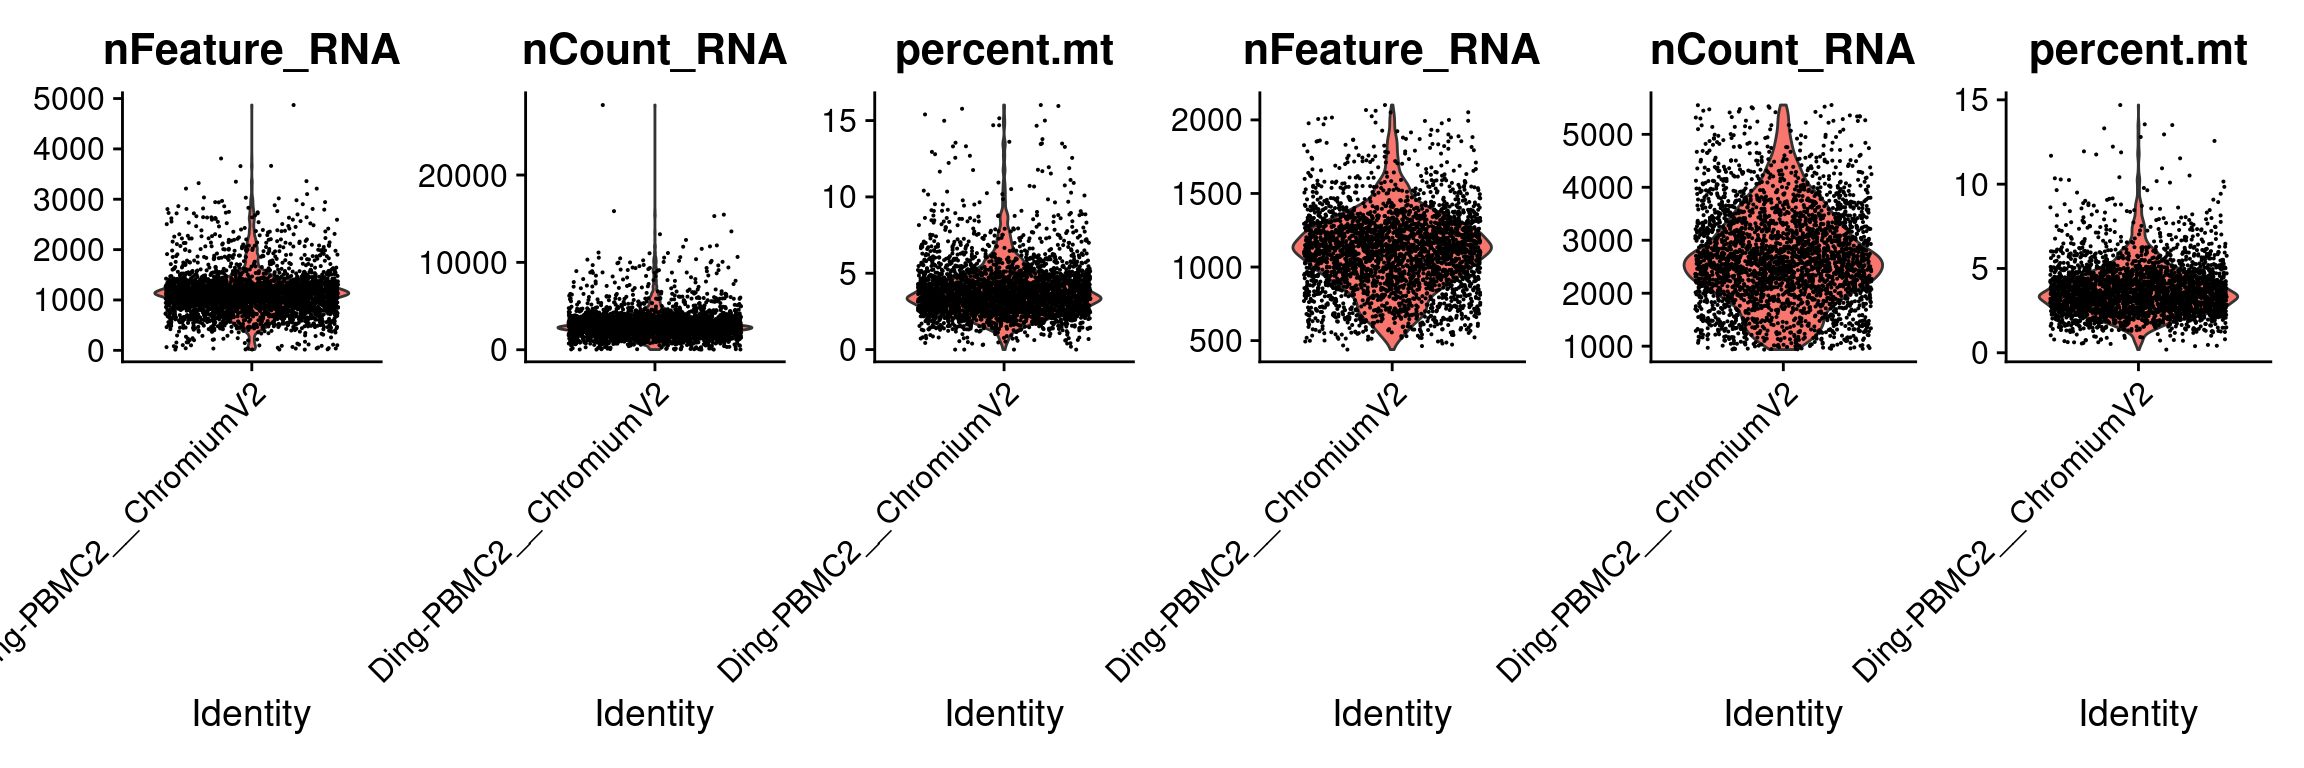 nFeature_RNA
5000
4000
3000
2000
1000
0
ng-PBMC2__ChromiumV2
Identity
nCount_RNA
20000
10000
0
Ding-PBMC2__ChromiumV2
Identity
percent.mt
15
10
5
0
Ding-PBMC2__ChromiumV2
Identity
nFeature_RNA
2000
1500
1000
500
Ding-PBMC2__ChromiumV2
Identity
nCount_RNA
5000
4000
3000
2000
1000
Ding-PBMC2__ChromiumV2
Identity
percent.mt
15
10
5
0
Ding-PBMC2__ChromiumV2
Identity